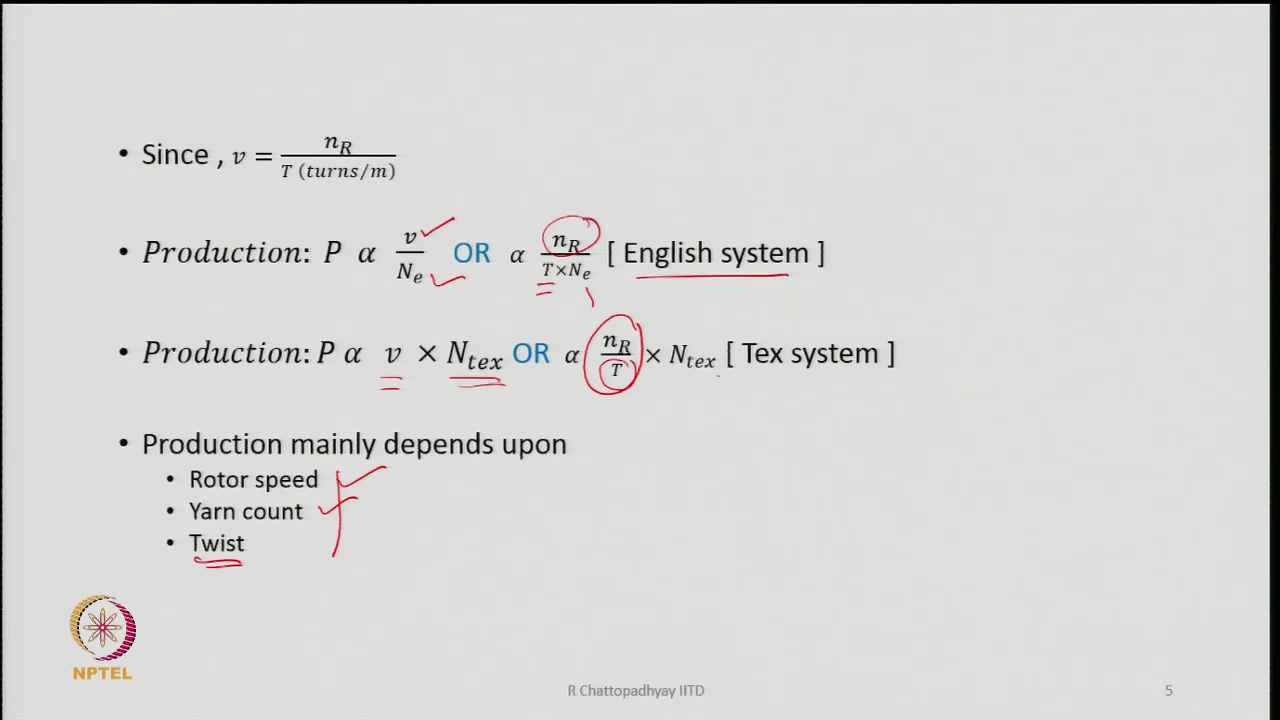 • Since , v = n_R / T (turns/m)
• Production: P α v / N_e OR α n_R / T×N_e [ English system ]
• Production: P α v × N_tex OR α n_R / T × N_tex [ Tex system ]
• Production mainly depends upon
• Rotor speed
• Yarn count
• Twist
NPTEL
R Chattopadhyay IITD
5